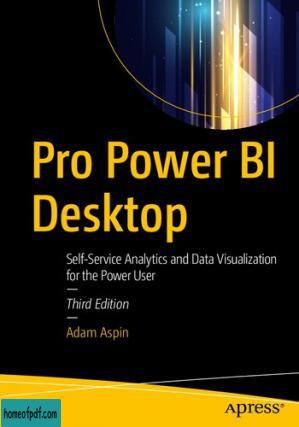 Pro Power BI
Desktop
Self-Service Analytics and Data Visualization
for the Power User
—
Third Edition
—
Adam Aspin
homeofpdf.com
Apress®